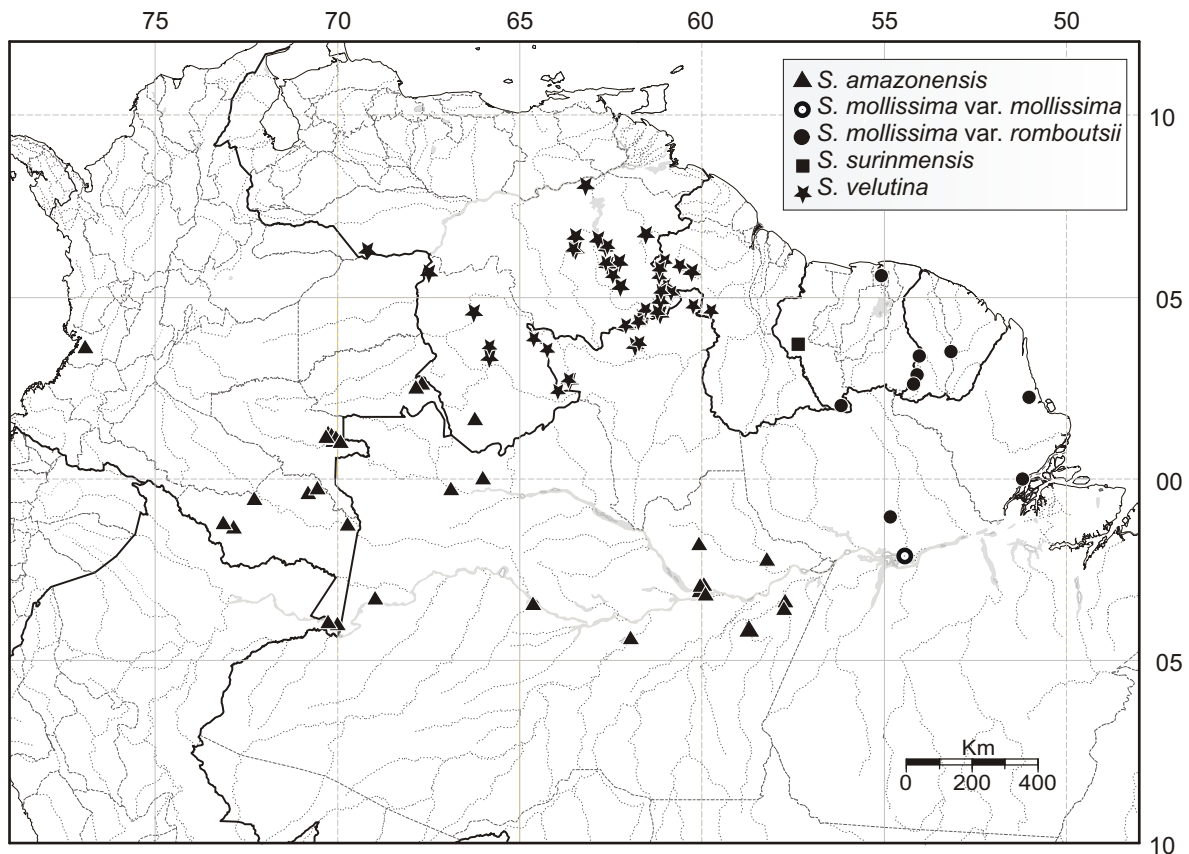 75 70 65 60 55 50
S. amazonensis
S. mollissima var. mollissima
S. mollissima var. romboutsii
S. surinmensis
S. velutina
10
05
00
05
10
Km
0 200 400